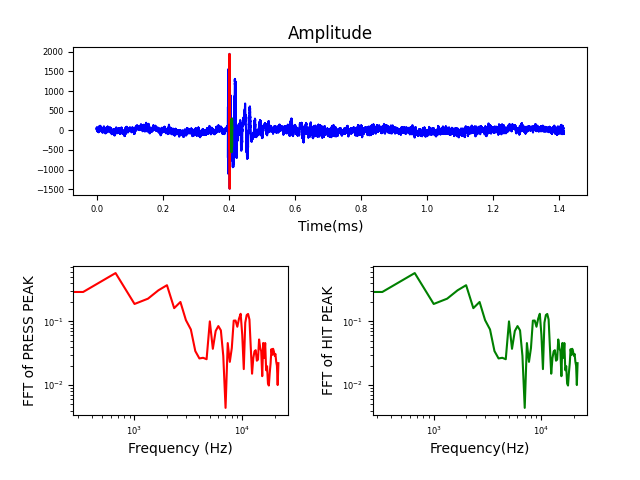 Amplitude
2000
1500
1000
500
0
−500
−1000
−1500
0.0 0.2 0.4 0.6 0.8 1.0 1.2 1.4
Time(ms)
FFT of PRESS PEAK
10⁻¹
10⁻²
10³ 10⁴
Frequency (Hz)
FFT of HIT PEAK
10⁻¹
10⁻²
10³ 10⁴
Frequency(Hz)